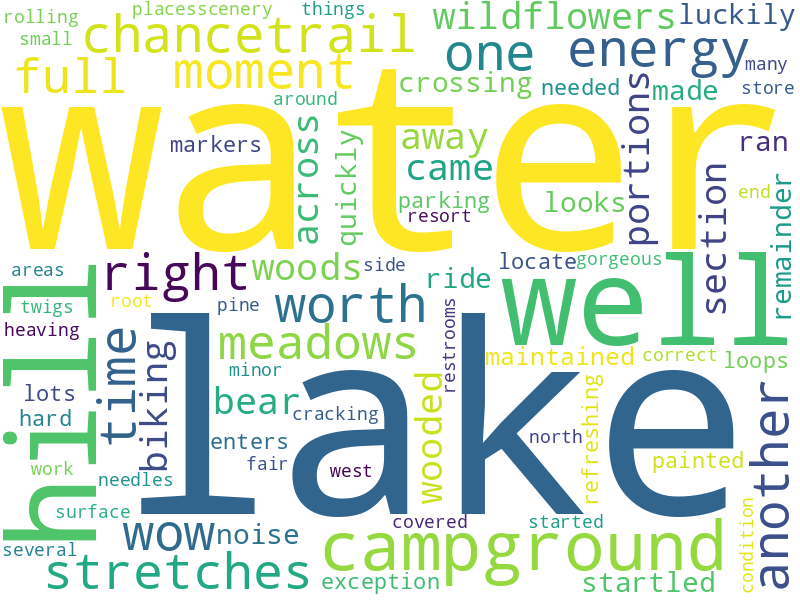 rolling
placesscenery
things
wildflowers
luckily
small
chancetrail
one
energy
many
full
moment
crossing
needed
made
store
around
water
markers
across
quickly
away
portions
ran
came
parking
looks
resort
section
end
remainder
areas
right
woods
side
ride
locate
gorgeous
well
twigs
root
pine
worth
heaving
hill
time
biking
lake
meadows
restrooms
maintained
correct
loops
minor
lots
bear
cracking
wooded
refreshing
another
hard
enters
north
work
fair
west
painted
needles
surface
wow
noise
covered
started
condition
several
campground
stretches
exception
startled